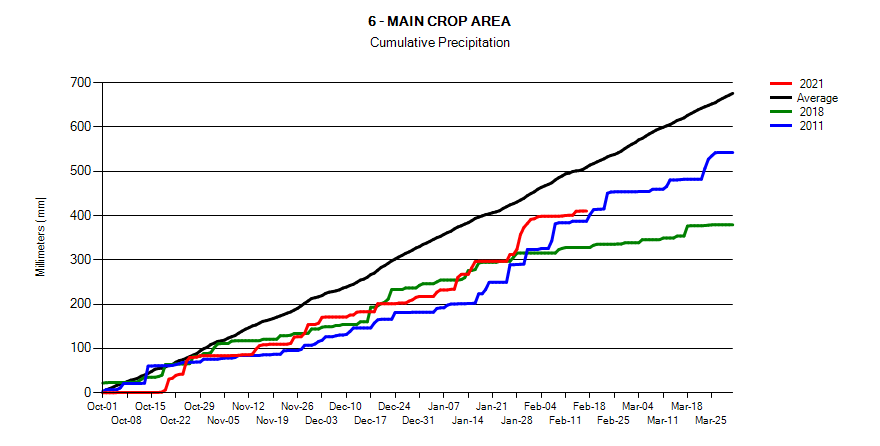 6 - MAIN CROP AREA
Cumulative Precipitation
Millimeters ( mm)
700
600
500
400
300
200
100
0
2021
Average
2018
2011
Oct-01 Oct-15 Oct-29 Nov-12 Nov-26 Dec-10 Dec-24 Jan-07 Jan-21 Feb-04 Feb-18 Mar-04 Mar-18
Oct-08 Oct-22 Nov-05 Nov-19 Dec-03 Dec-17 Dec-31 Jan-14 Jan-28 Feb-11 Feb-25 Mar-11 Mar-25